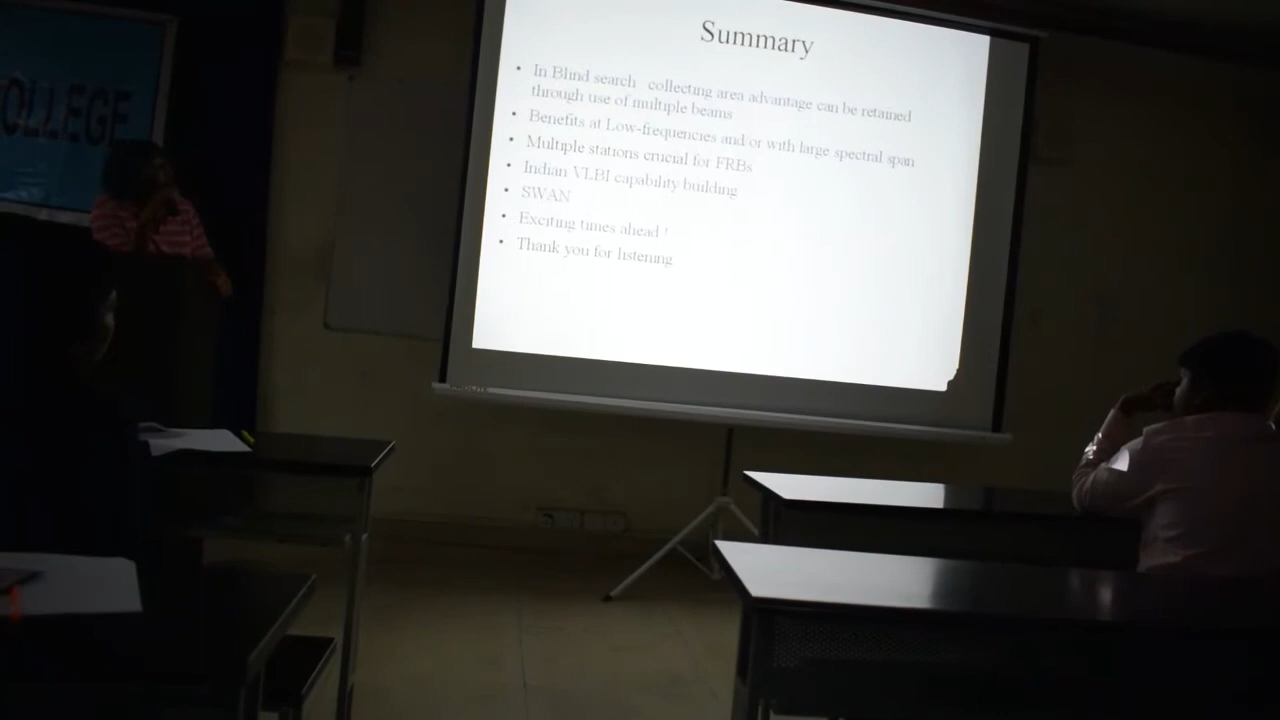 OLLEGE
Summary
• In Blind search collecting area advantage can be retained
through use of multiple beams
• Benefits at Low-frequencies and/or with large spectral span
• Multiple stations crucial for FRBs
• Indian VLBI capability building
• SWAN
• Exciting times ahead !
• Thank you for listening